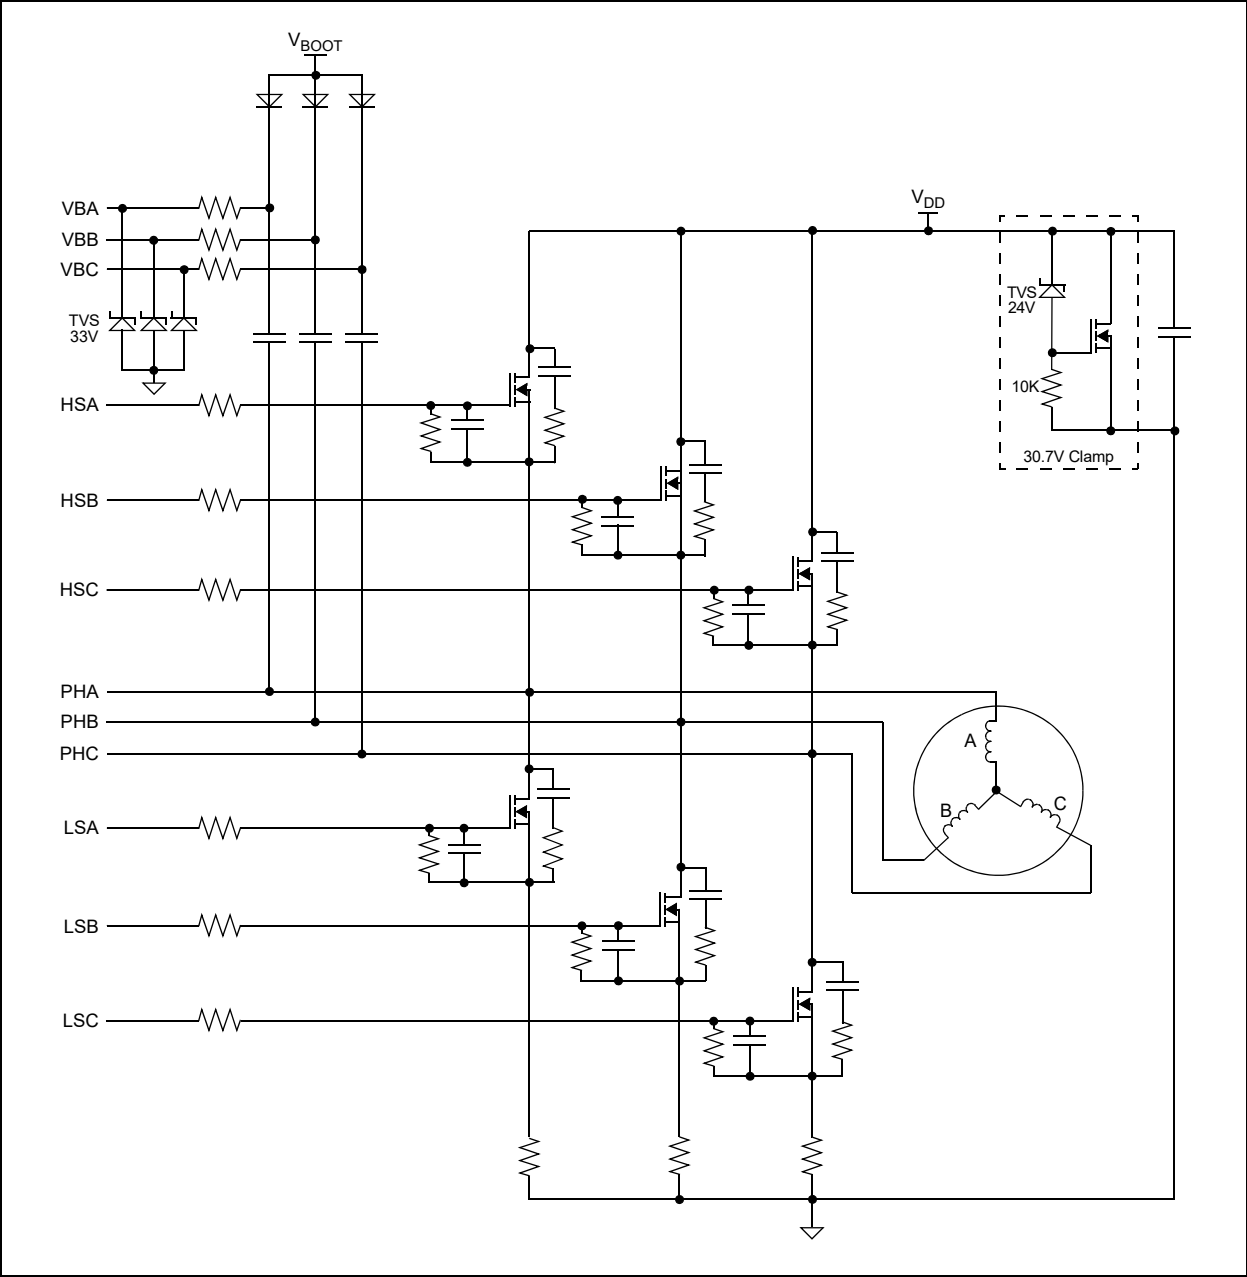 VBOOT
VBA
VBB
VBC
TVS
33V
HSA
HSB
HSC
PHA
PHB
PHC
LSA
LSB
LSC
VDD
TVS
24V
10K
30.7V Clamp
A
B
C